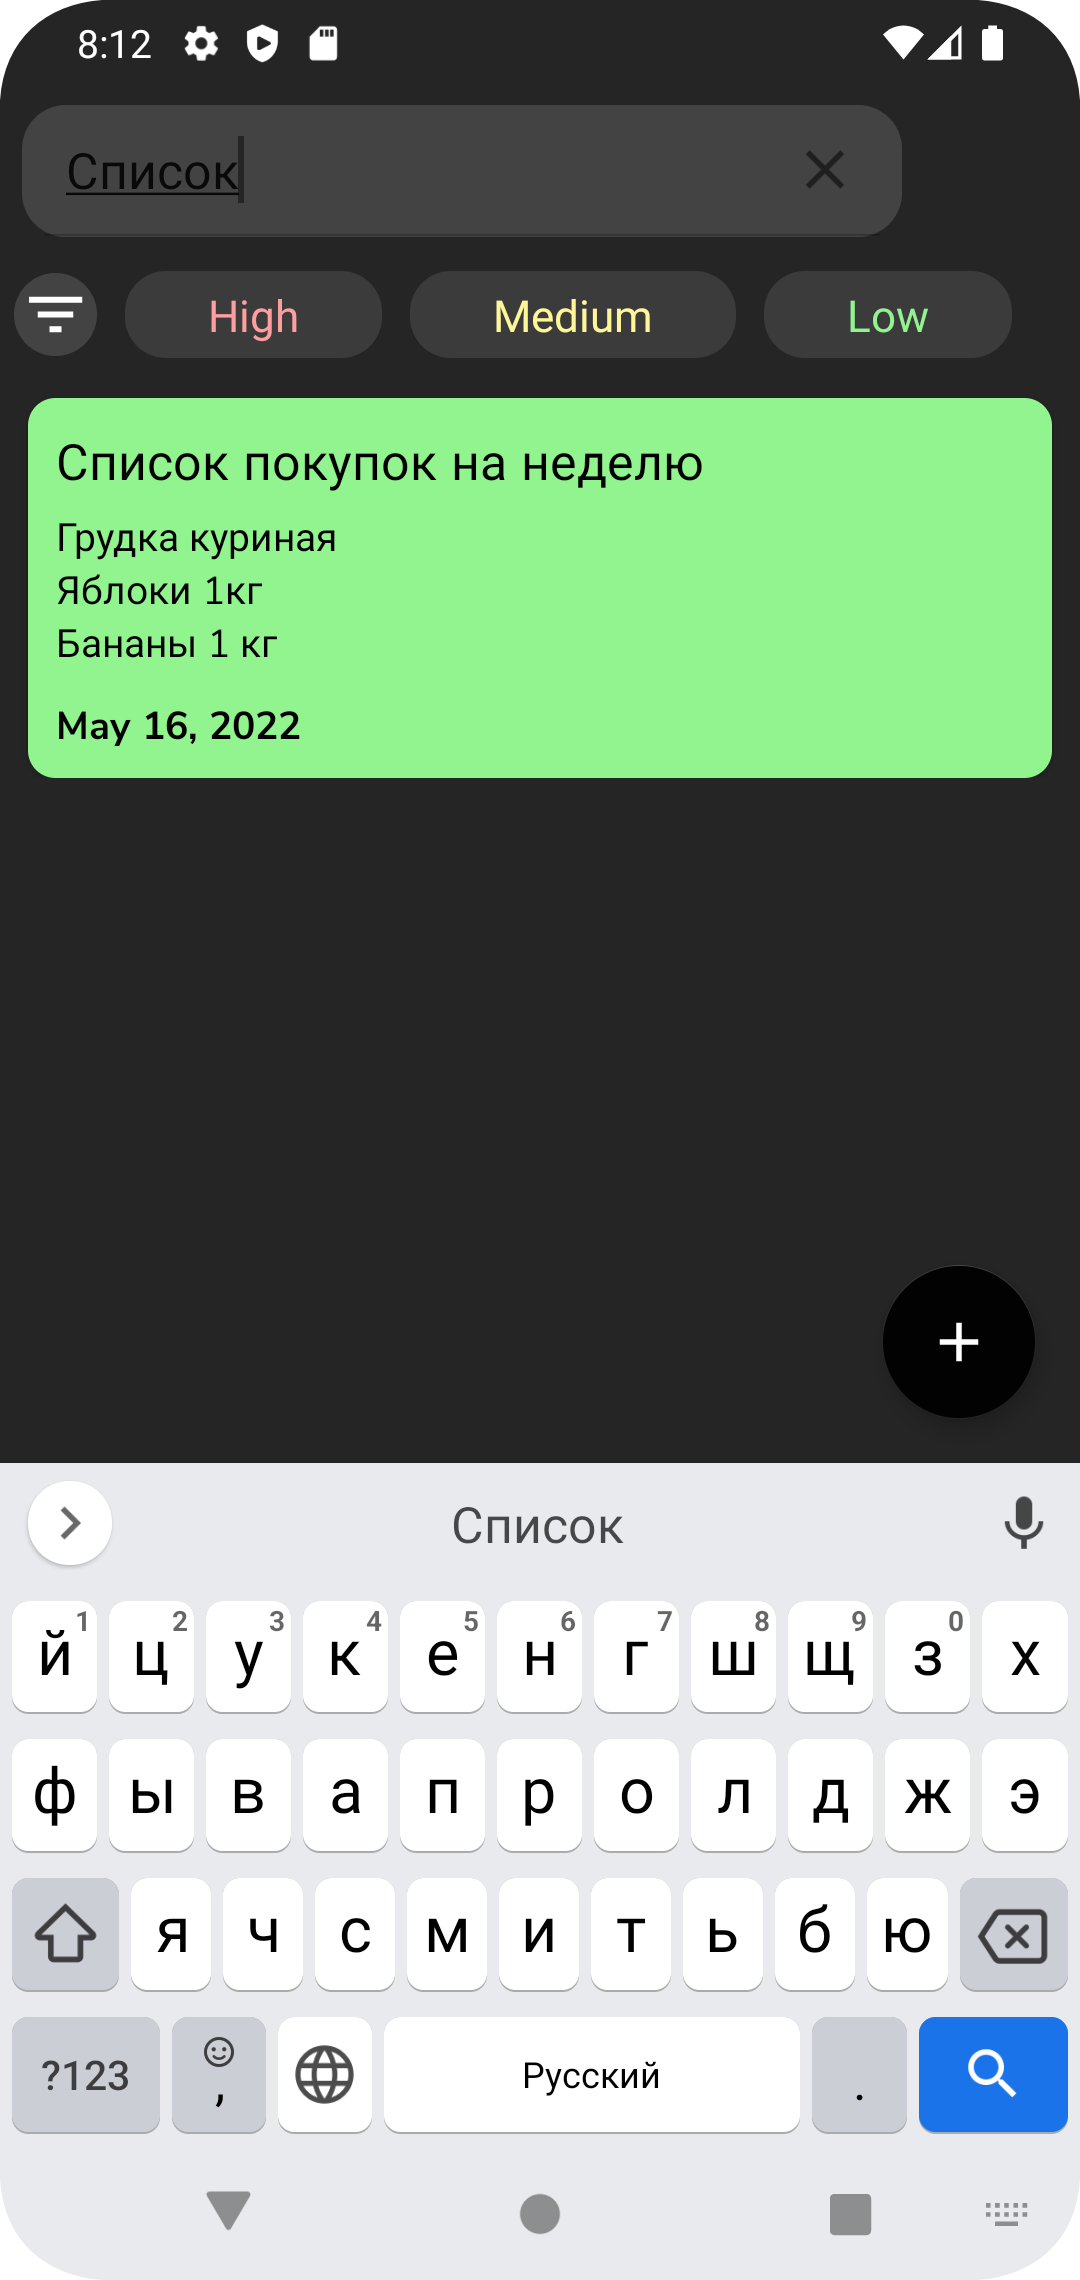 8:12
Список
High Medium Low
Список покупок на неделю
Грудка куриная
Яблоки 1кг
Бананы 1 кг
May 16, 2022
Список
й 1 ц 2 у 3 к 4 е 5 н 6 г 7 ш 8 щ 9 з 0 х
ф ы в а п р о л д ж э
я ч с м и т ь б ю
?123 , Русский .